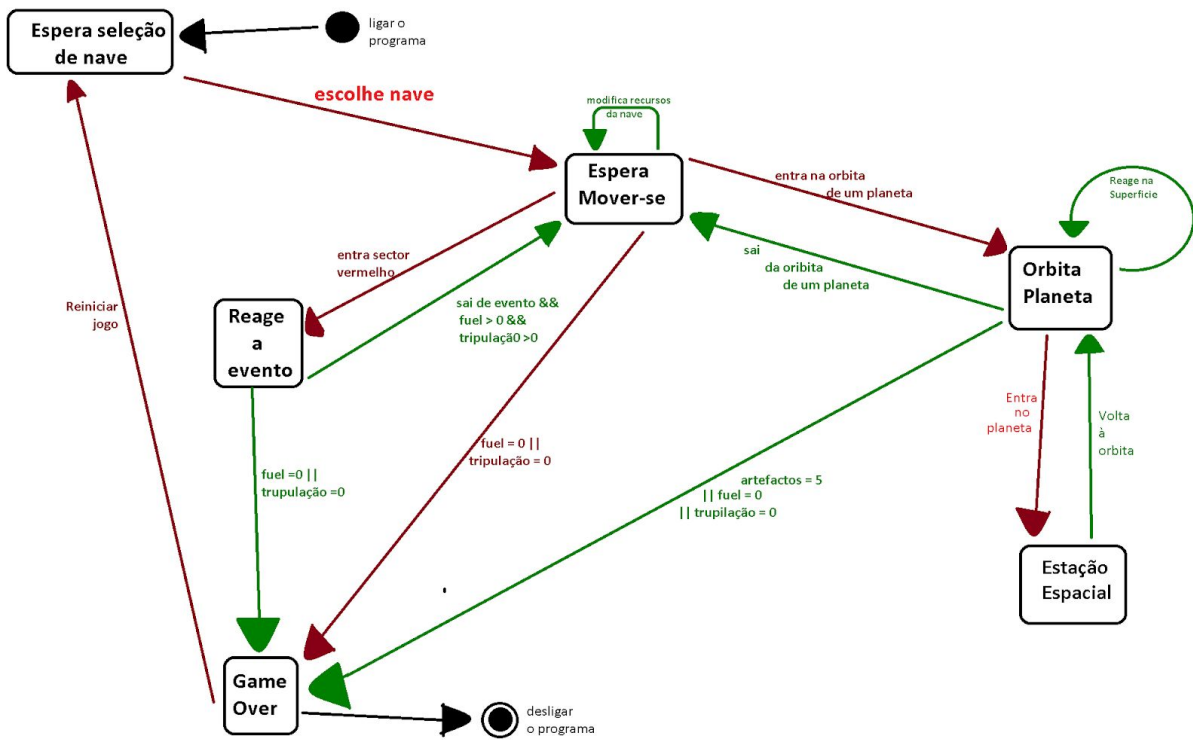 Espera seleção
de nave
ligar o
programa
escolhe nave
modifica recursos
da nave
Espera
Mover-se
entra na orbita
de um planeta
Reage na
Superficie
entra sector
vermelho
sai
da oribita
de um planeta
Orbita
Planeta
Reiniciar
jogo
Reage
a
evento
sai de evento &&
fuel > 0 &&
tripulaçã0 >0
Entra
no
planeta
Volta
à
orbita
fuel = 0 ||
tripulação = 0
fuel =0 ||
trupulação =0
artefactos = 5
|| fuel = 0
|| trupilação = 0
Estação
Espacial
Game
Over
desligar
o programa